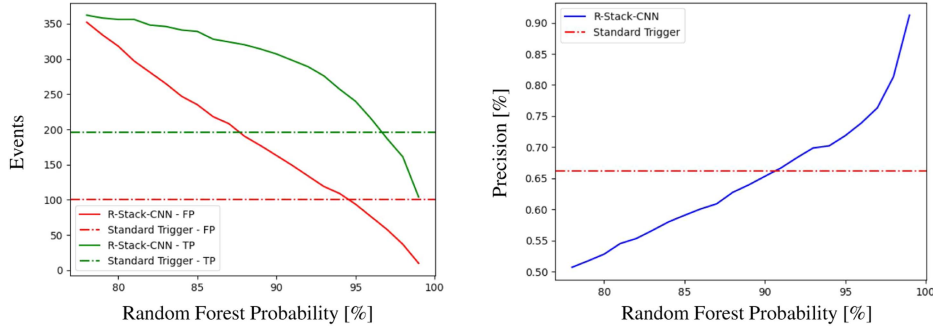 350
300
250
200
150
100
50
0
Events
R-Stack-CNN - FP
Standard Trigger - FP
R-Stack-CNN - TP
Standard Trigger - TP
80 85 90 95 100
Random Forest Probability [%]
0.90
0.85
0.80
0.75
0.70
0.65
0.60
0.55
0.50
Precision [%]
R-Stack-CNN
Standard Trigger
80 85 90 95 100
Random Forest Probability [%]